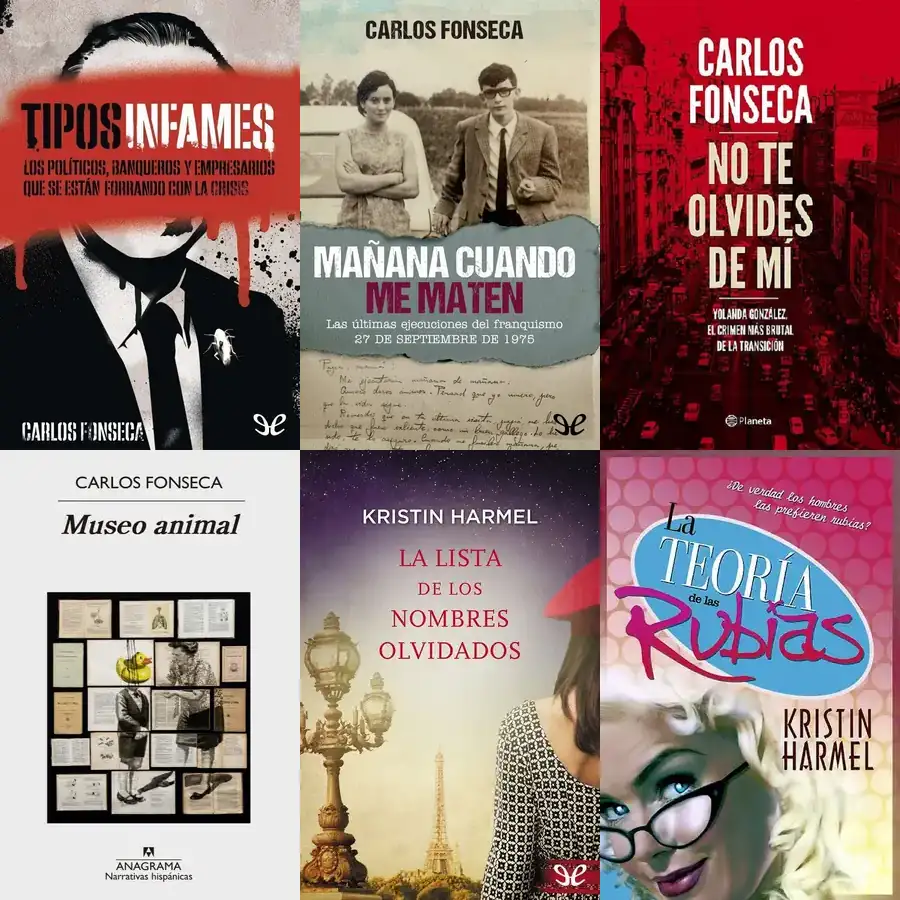 TIPOS INFAMES
LOS POLÍTICOS, BANQUEROS Y EMPRESARIOS
QUE SE ESTÁN FORRANDO CON LA CRISIS
CARLOS FONSECA
CARLOS FONSECA
MAÑANA CUANDO
ME MATEN
Las últimas ejecuciones del franquismo
27 DE SEPTIEMBRE DE 1975
CARLOS
FONSECA
NO TE
OLVIDES
DE MÍ
YOLANDA GONZÁLEZ,
EL CRIMEN MÁS BRUTAL
DE LA TRANSICIÓN
Planeta
CARLOS FONSECA
Museo animal
ANAGRAMA
Narrativas hispánicas
KRISTIN HARMEL
LA LISTA
DE LOS
NOMBRES
OLVIDADOS
¿De verdad los hombres
las prefieren rubias?
La
TEORÍA
de las
Rubias
KRISTIN
HARMEL